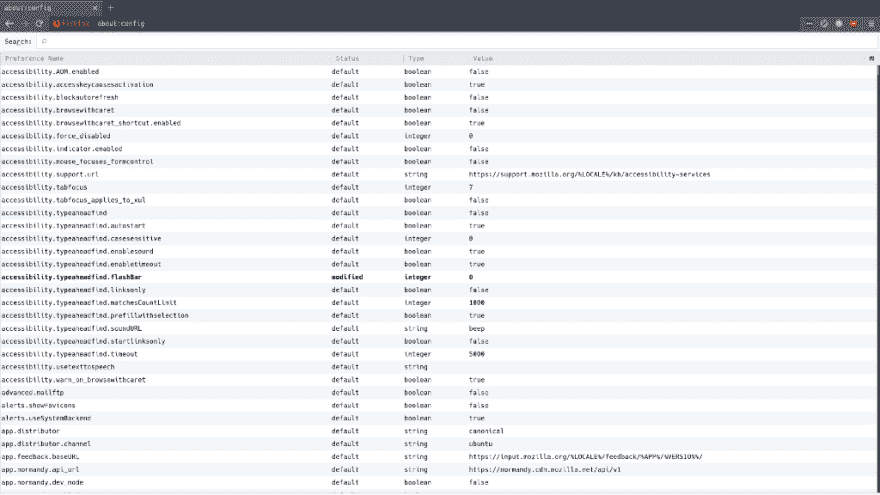 about:config
Firefox about:config
Search:
Preference Name Status Type Value
accessibility.AOM.enabled default boolean false
accessibility.accesskeycausesactivation default boolean true
accessibility.blockautorefresh default boolean false
accessibility.browsewithcaret default boolean false
accessibility.browsewithcaret_shortcut.enabled default boolean true
accessibility.force_disabled default integer 0
accessibility.indicator.enabled default boolean false
accessibility.mouse_focuses_formcontrol default boolean false
accessibility.support.url default string https://support.mozilla.org/%LOCALE%/kb/accessibility-services
accessibility.tabfocus default integer 7
accessibility.tabfocus_applies_to_xul default boolean false
accessibility.typeaheadfind default boolean false
accessibility.typeaheadfind.autostart default boolean true
accessibility.typeaheadfind.casesensitive default integer 0
accessibility.typeaheadfind.enablesound default boolean true
accessibility.typeaheadfind.enabletimeout default boolean true
accessibility.typeaheadfind.flashBar modified integer 0
accessibility.typeaheadfind.linksonly default boolean false
accessibility.typeaheadfind.matchesCountLimit default integer 1000
accessibility.typeaheadfind.prefillwithselection default boolean true
accessibility.typeaheadfind.soundURL default string beep
accessibility.typeaheadfind.startlinksonly default boolean false
accessibility.typeaheadfind.timeout default integer 5000
accessibility.usetexttospeech default string
accessibility.warn_on_browsewithcaret default boolean true
advanced.mailftp default boolean false
alerts.showFavicons default boolean false
alerts.useSystemBackend default boolean true
app.distributor default string canonical
app.distributor.channel default string ubuntu
app.feedback.baseURL default string https://input.mozilla.org/%LOCALE%/feedback/%APP%/%VERSION%/
app.normandy.api_url default string https://normandy.cdn.mozilla.net/api/v1
app.normandy.dev_mode default boolean false